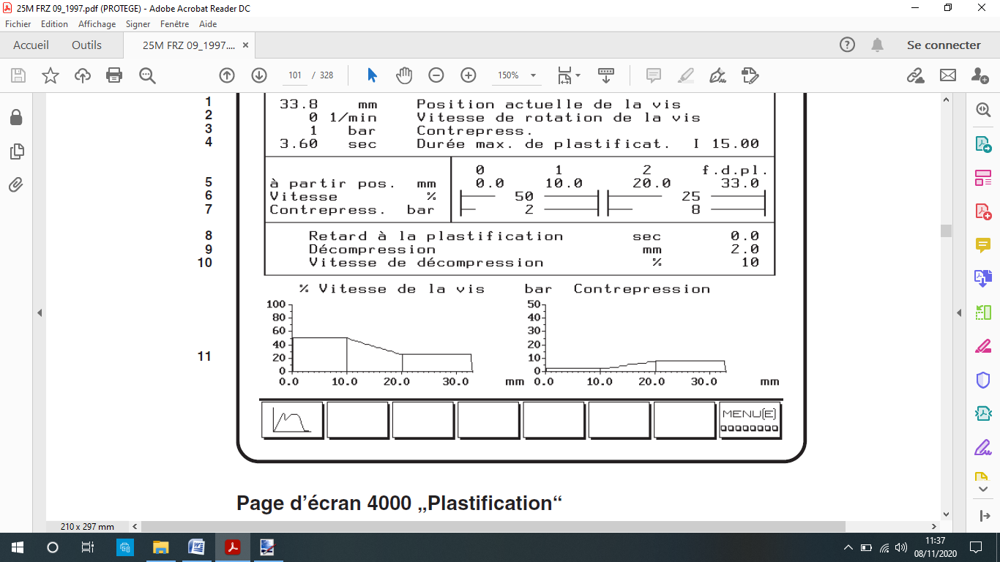 25M FRZ 09_1997.pdf (PROTEGE) - Adobe Acrobat Reader DC
Fichier Edition Affichage Signer Fenêtre Aide
Accueil Outils 25M FRZ 09_1997.... × Se connecter
101 / 328 150%
1 33.8 mm Position actuelle de la vis
2 0 1/min Vitesse de rotation de la vis
3 1 bar Contrepress.
4 3.60 sec Durée max. de plastificat. I 15.00
0 1 2 f.d.pl.
5 à partir pos. mm 0.0 10.0 20.0 33.0
6 Vitesse % 50 25
7 Contrepress. bar 2 8
8 Retard à la plastification sec 0.0
9 Décompression mm 2.0
10 Vitesse de décompression % 10
% Vitesse de la vis bar Contrepression
100 50
80 40
60 30
40 20
11
20 10
0 0
0.0 10.0 20.0 30.0 mm 0.0 10.0 20.0 30.0 mm
MENU(E)
Page d’écran 4000 „Plastification“
210 x 297 mm
11:37
08/11/2020